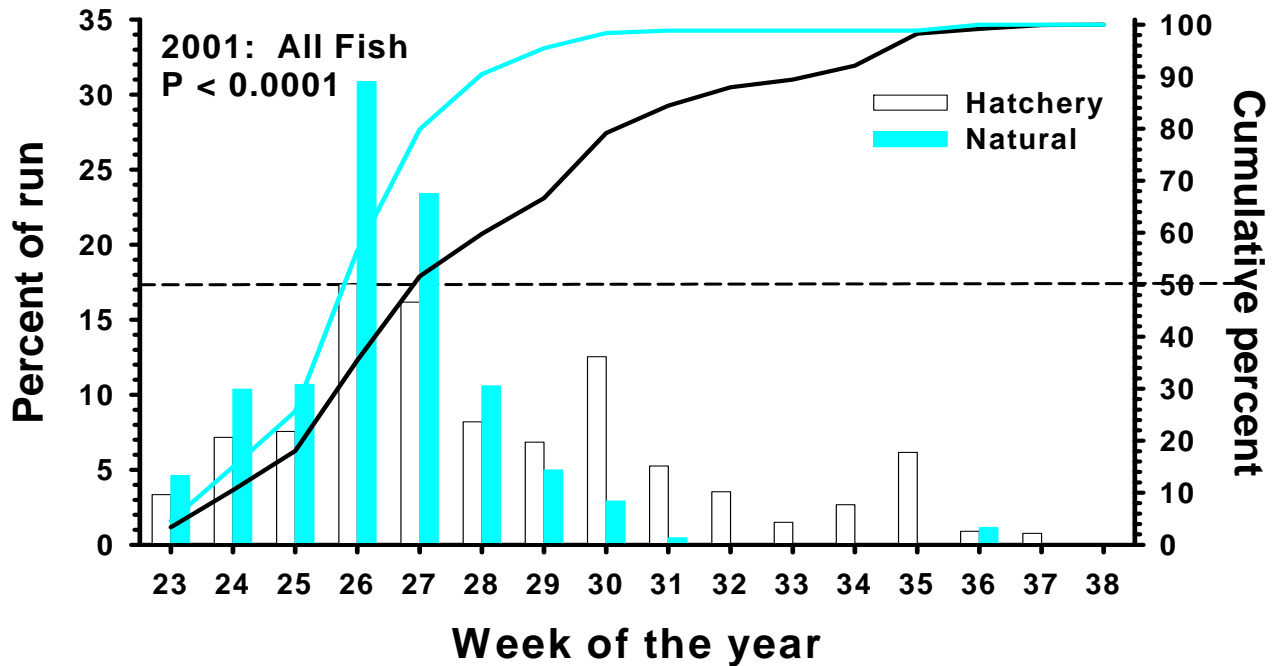 2001: All Fish
P < 0.0001
Hatchery
Natural
Percent of run
35
30
25
20
15
10
5
0
Cumulative percent
100
90
80
70
60
50
40
30
20
10
0
23 24 25 26 27 28 29 30 31 32 33 34 35 36 37 38
Week of the year